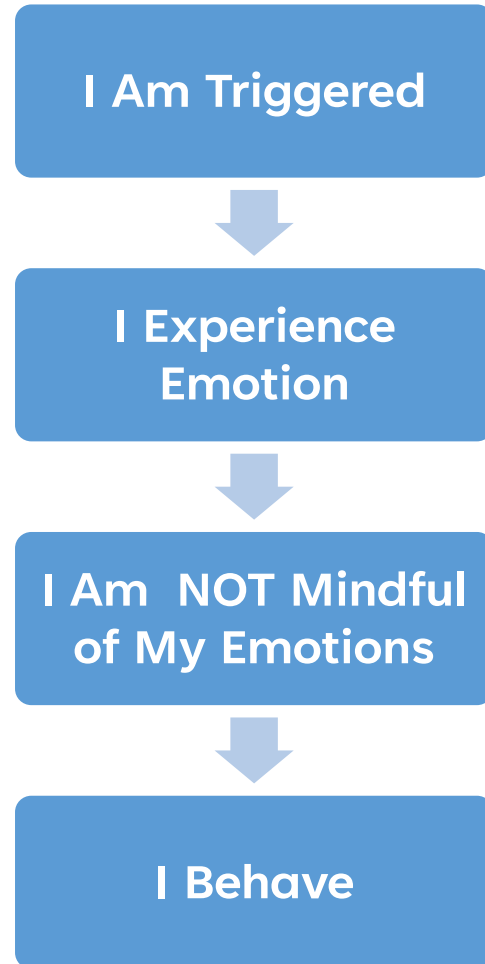 I Am Triggered
I Experience
Emotion
I Am  NOT Mindful
of My Emotions
I Behave